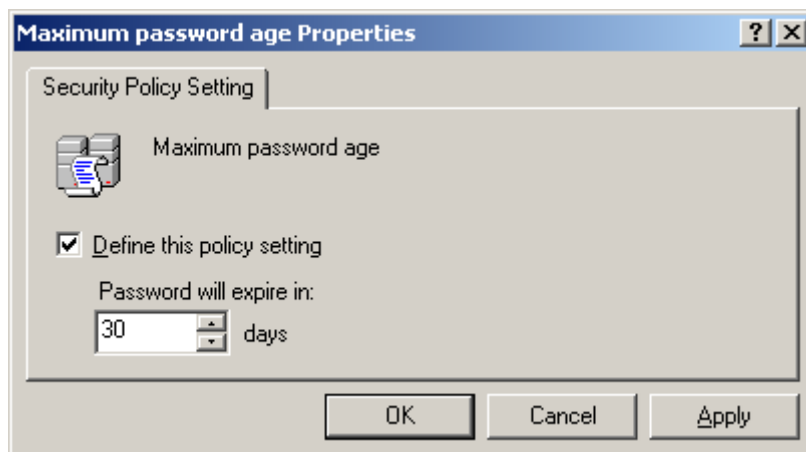 Maximum password age Properties
Security Policy Setting
Maximum password age
Define this policy setting
Password will expire in:
30 days
OK Cancel Apply